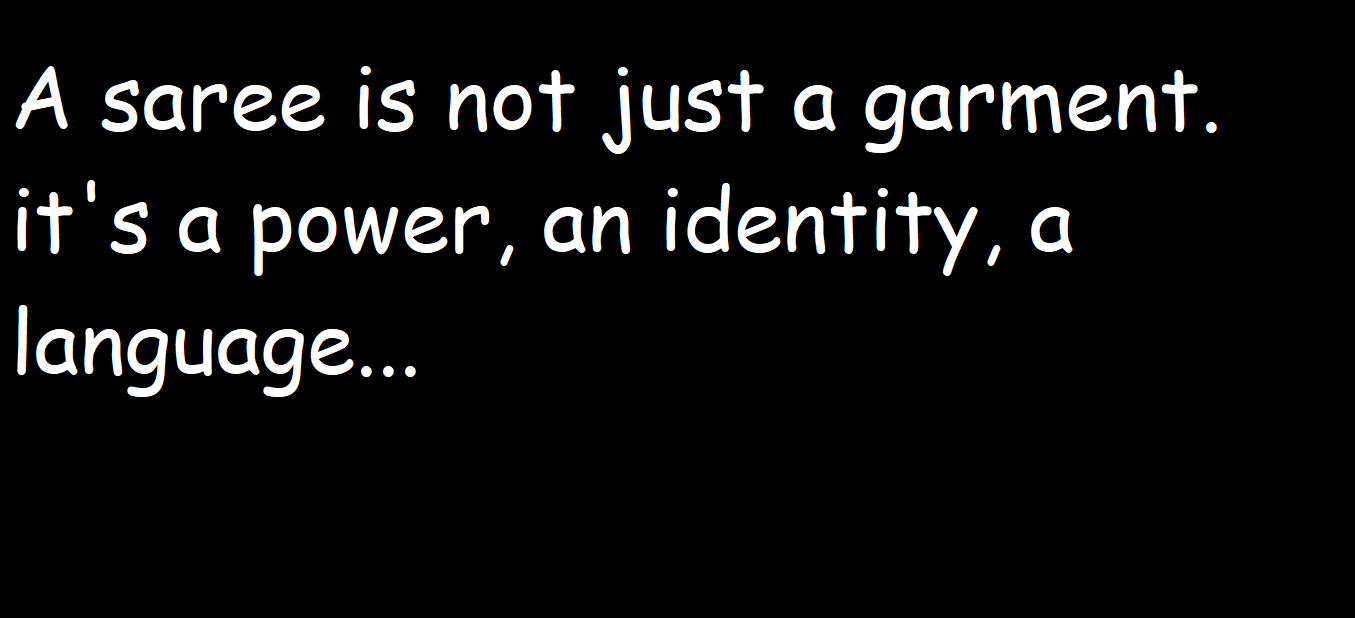 A saree is not just a garment.
it's a power, an identity, a
language...